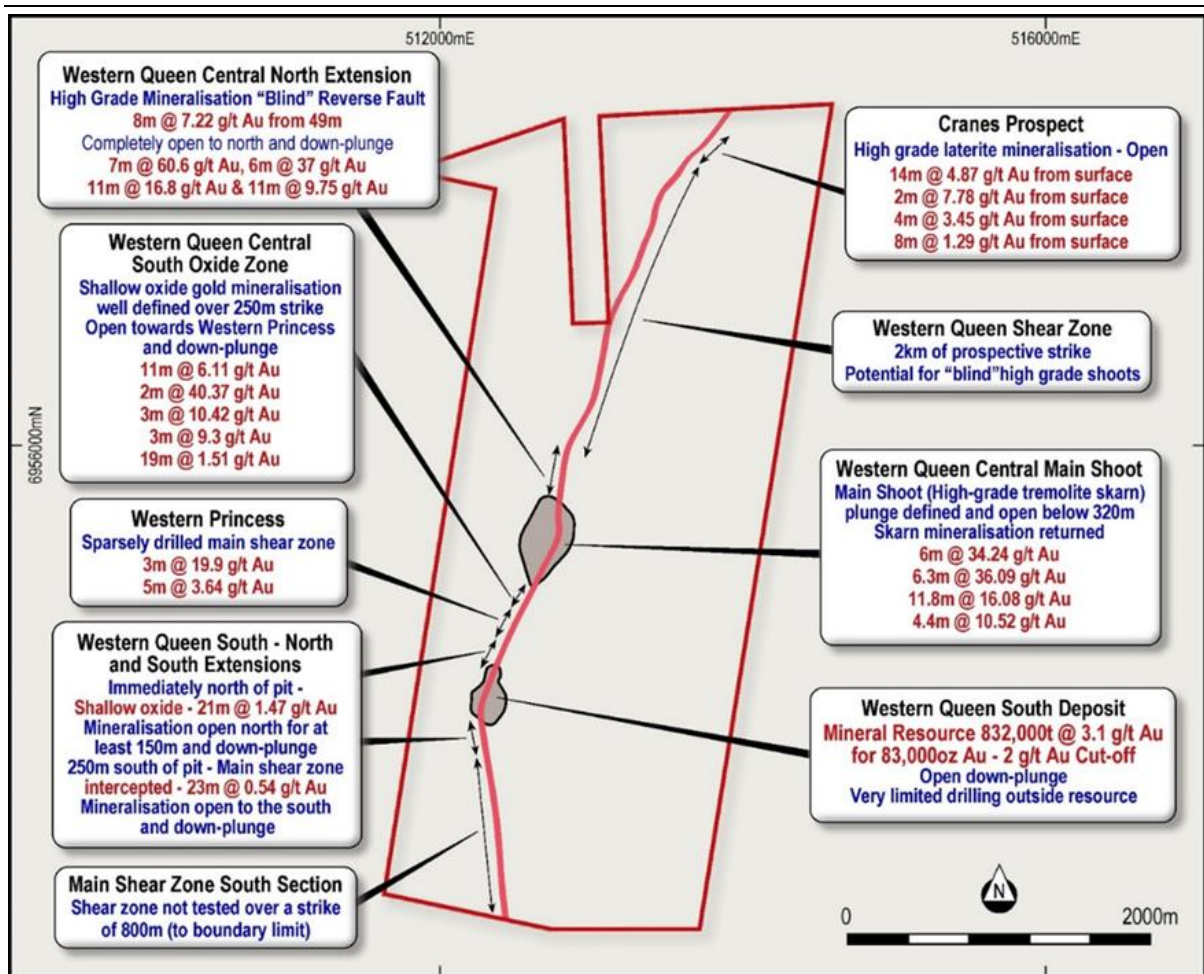 512000mE
516000mE
6956000mN
Western Queen Central North Extension
High Grade Mineralisation “Blind” Reverse Fault
8m @ 7.22 g/t Au from 49m
Completely open to north and down-plunge
7m @ 60.6 g/t Au, 6m @ 37 g/t Au
11m @ 16.8 g/t Au & 11m @ 9.75 g/t Au
Western Queen Central
South Oxide Zone
Shallow oxide gold mineralisation
well defined over 250m strike
Open towards Western Princess
and down-plunge
11m @ 6.11 g/t Au
2m @ 40.37 g/t Au
3m @ 10.42 g/t Au
3m @ 9.3 g/t Au
19m @ 1.51 g/t Au
Western Princess
Sparsely drilled main shear zone
3m @ 19.9 g/t Au
5m @ 3.64 g/t Au
Western Queen South - North
and South Extensions
Immediately north of pit -
Shallow oxide - 21m @ 1.47 g/t Au
Mineralisation open north for at
least 150m and down-plunge
250m south of pit - Main shear zone
intercepted - 23m @ 0.54 g/t Au
Mineralisation open to the south
and down-plunge
Main Shear Zone South Section
Shear zone not tested over a strike
of 800m (to boundary limit)
Cranes Prospect
High grade laterite mineralisation - Open
14m @ 4.87 g/t Au from surface
2m @ 7.78 g/t Au from surface
4m @ 3.45 g/t Au from surface
8m @ 1.29 g/t Au from surface
Western Queen Shear Zone
2km of prospective strike
Potential for “blind”high grade shoots
Western Queen Central Main Shoot
Main Shoot (High-grade tremolite skarn)
plunge defined and open below 320m
Skarn mineralisation returned
6m @ 34.24 g/t Au
6.3m @ 36.09 g/t Au
11.8m @ 16.08 g/t Au
4.4m @ 10.52 g/t Au
Western Queen South Deposit
Mineral Resource 832,000t @ 3.1 g/t Au
for 83,000oz Au - 2 g/t Au Cut-off
Open down-plunge
Very limited drilling outside resource
N
0 2000m